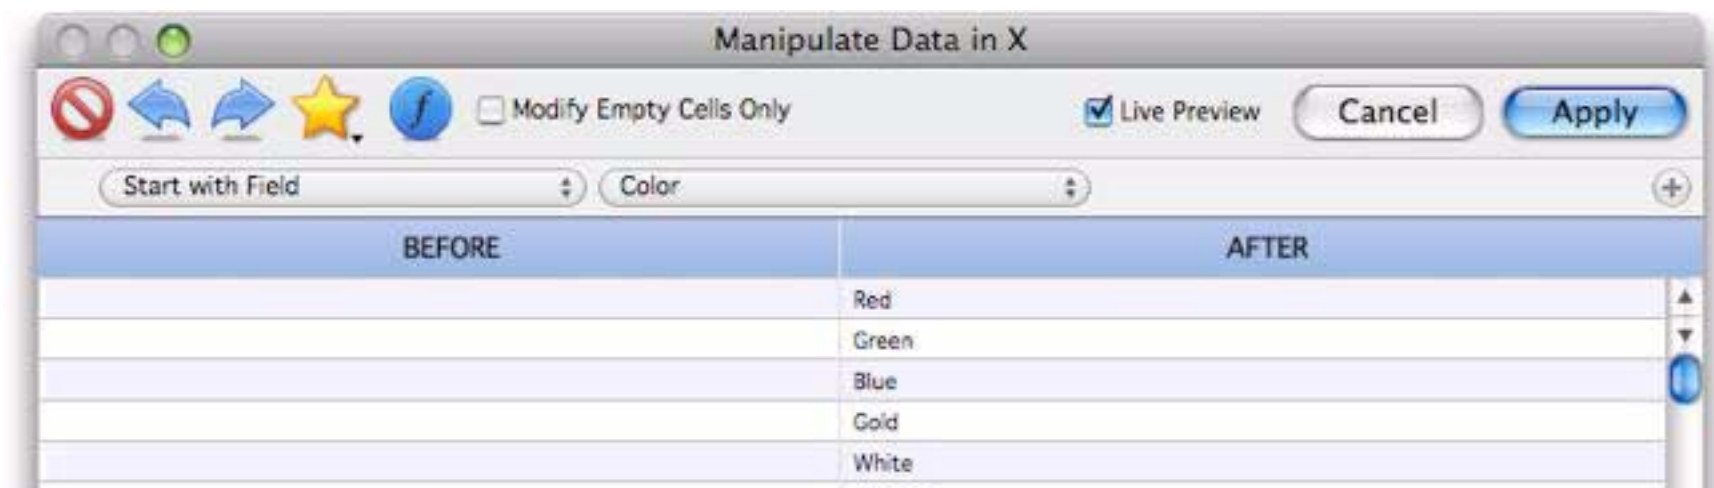 Manipulate Data in X
f Modify Empty Cells Only Live Preview Cancel Apply
Start with Field Color
BEFORE AFTER
Red
Green
Blue
Gold
White